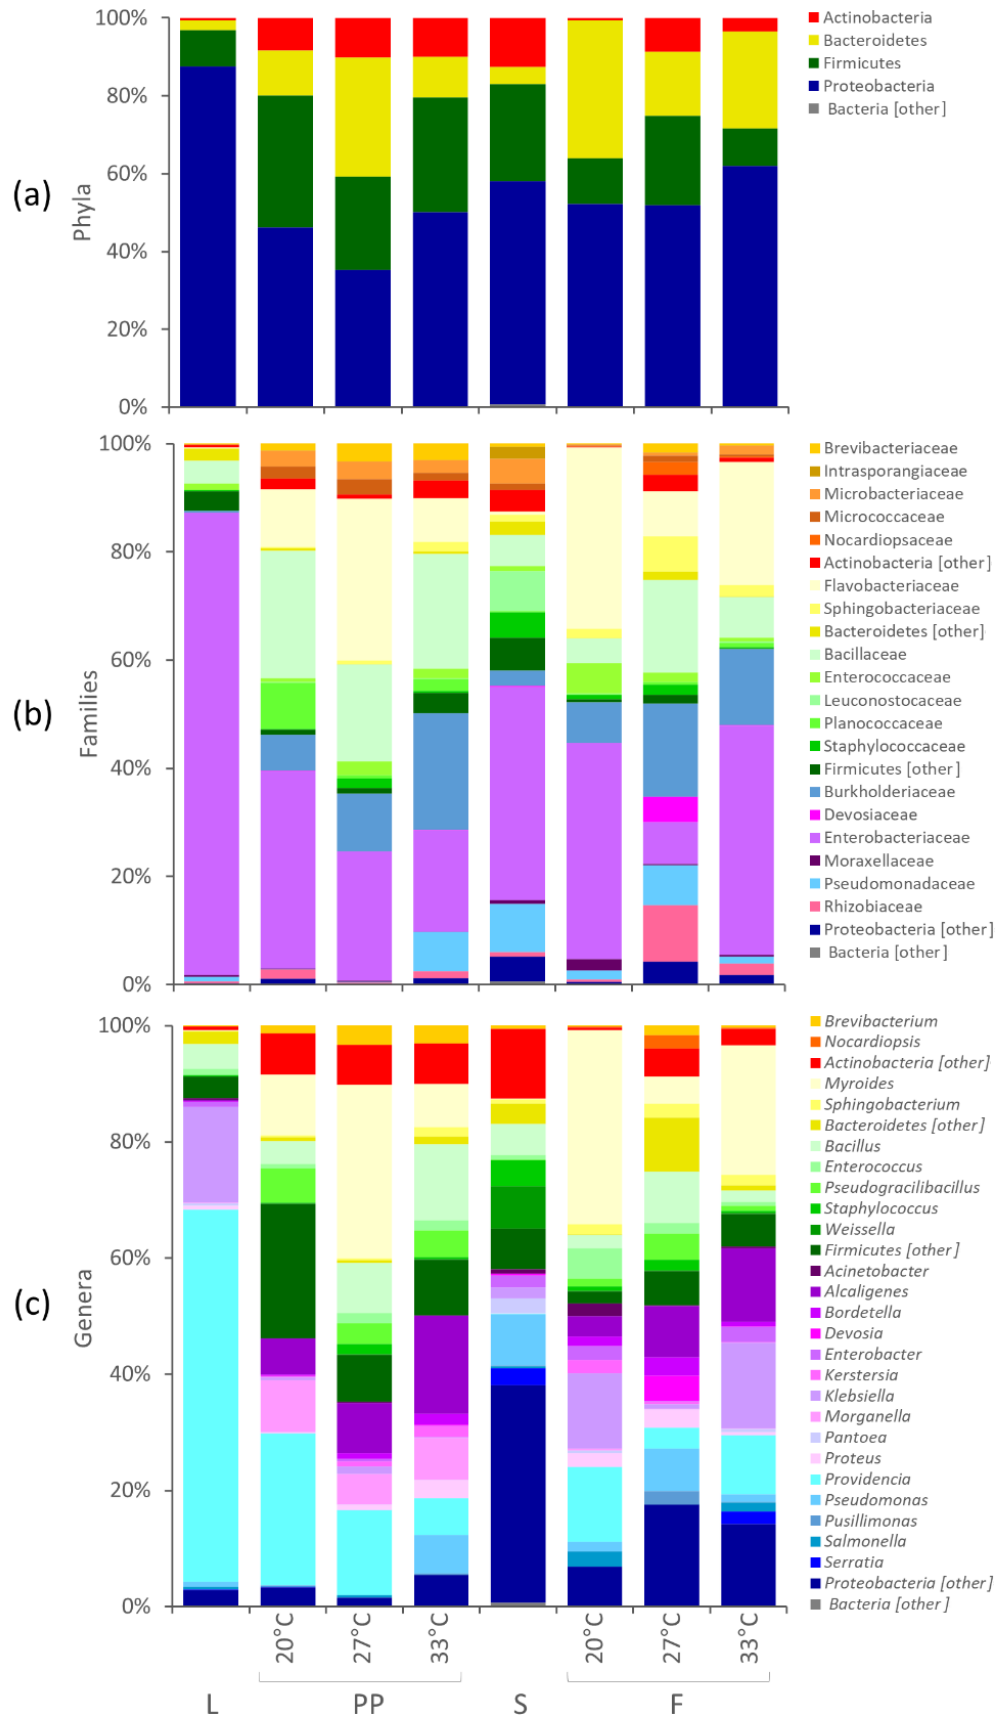 (a)
Phyla
100%
80%
60%
40%
20%
0%
Actinobacteria
Bacteroidetes
Firmicutes
Proteobacteria
Bacteria [other]
(b)
Families
100%
80%
60%
40%
20%
0%
Brevibacteriaceae
Intrasporangiaceae
Microbacteriaceae
Micrococcaceae
Nocardiopsaceae
Actinobacteria [other]
Flavobacteriaceae
Sphingobacteriaceae
Bacteroidetes [other]
Bacillaceae
Enterococcaceae
Leuconostocaceae
Planococcaceae
Staphylococcaceae
Firmicutes [other]
Burkholderiaceae
Devosiaceae
Enterobacteriaceae
Moraxellaceae
Pseudomonadaceae
Rhizobiaceae
Proteobacteria [other]
Bacteria [other]
(c)
Genera
100%
80%
60%
40%
20%
0%
Brevibacterium
Nocardiopsis
Actinobacteria [other]
Myroides
Sphingobacterium
Bacteroidetes [other]
Bacillus
Enterococcus
Pseudogracilibacillus
Staphylococcus
Weissella
Firmicutes [other]
Acinetobacter
Alcaligenes
Bordetella
Devosia
Enterobacter
Kerstersia
Klebsiella
Morganella
Pantoea
Proteus
Providencia
Pseudomonas
Pusillimonas
Salmonella
Serratia
Proteobacteria [other]
Bacteria [other]
20°C
27°C
33°C
20°C
27°C
33°C
L PP S F